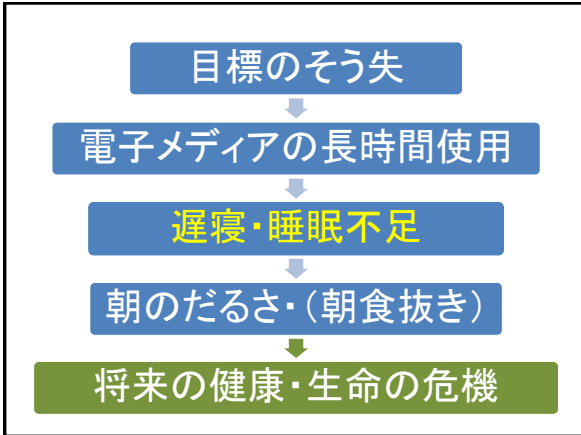 目標のそう失
電子メディアの長時間使用
遅寝・睡眠不足
朝のだるさ・(朝食抜き)
将来の健康・生命の危機